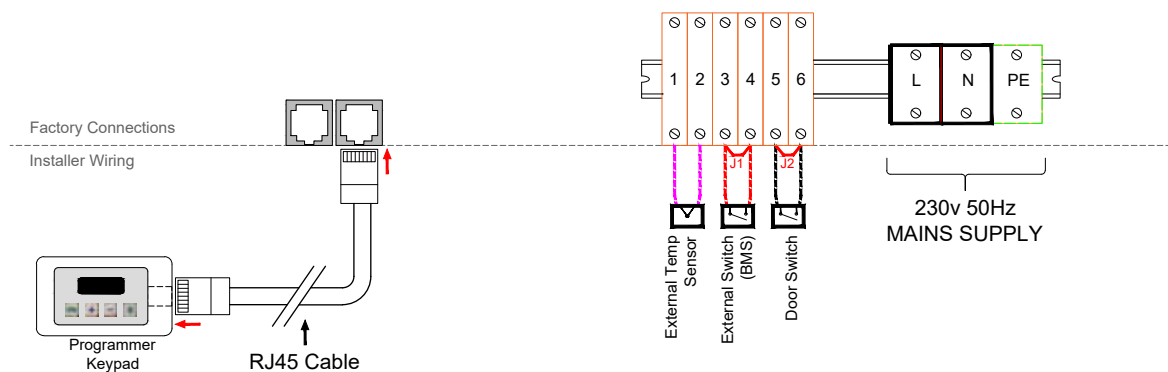 Factory Connections
Installer Wiring
1 2 3 4 5 6
L N PE
J1 J2
External Temp
Sensor
External Switch
(BMS)
Door Switch
230v 50Hz
MAINS SUPPLY
Programmer
Keypad
RJ45 Cable